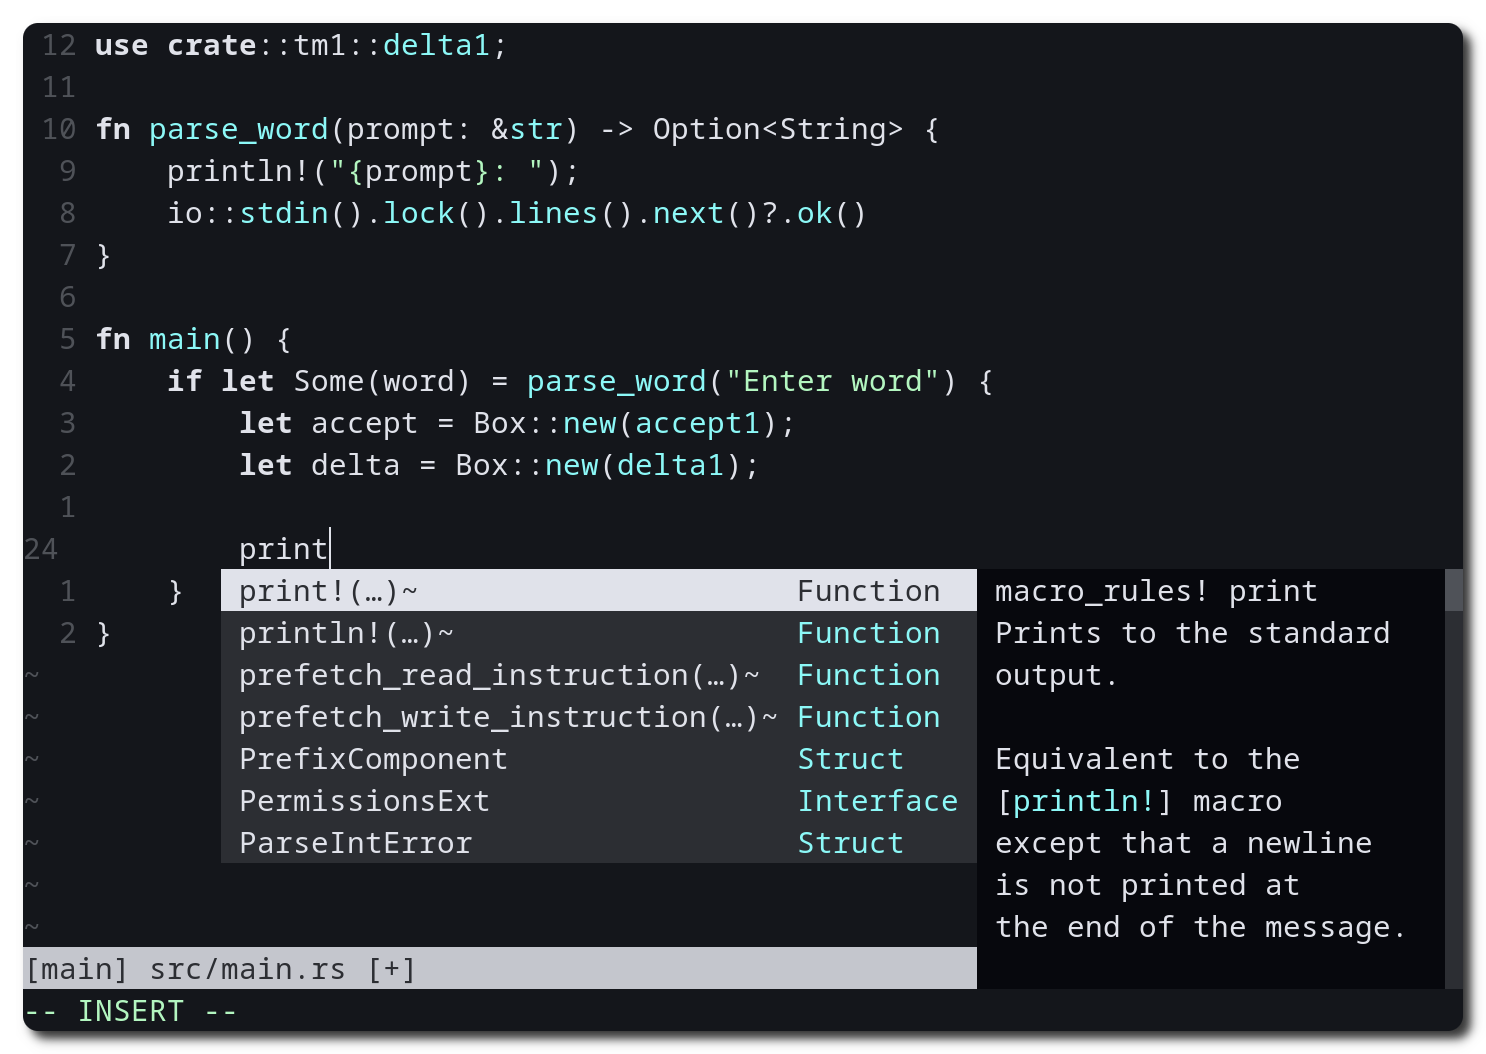 12 use crate::tm1::delta1;
11
10 fn parse_word(prompt: &str) -> Option<String> {
9     println!("{prompt}: ");
8     io::stdin().lock().lines().next()?.ok()
7 }
6
5 fn main() {
4     if let Some(word) = parse_word("Enter word") {
3         let accept = Box::new(accept1);
2         let delta = Box::new(delta1);
1
24         print
1     }
2 }
~
~
~
~
~
~
~
print!(…)~ Function
println!(…)~ Function
prefetch_read_instruction(…)~ Function
prefetch_write_instruction(…)~ Function
PrefixComponent Struct
PermissionsExt Interface
ParseIntError Struct
macro_rules! print
Prints to the standard
output.
Equivalent to the
[println!] macro
except that a newline
is not printed at
the end of the message.
[main] src/main.rs [+]
-- INSERT --